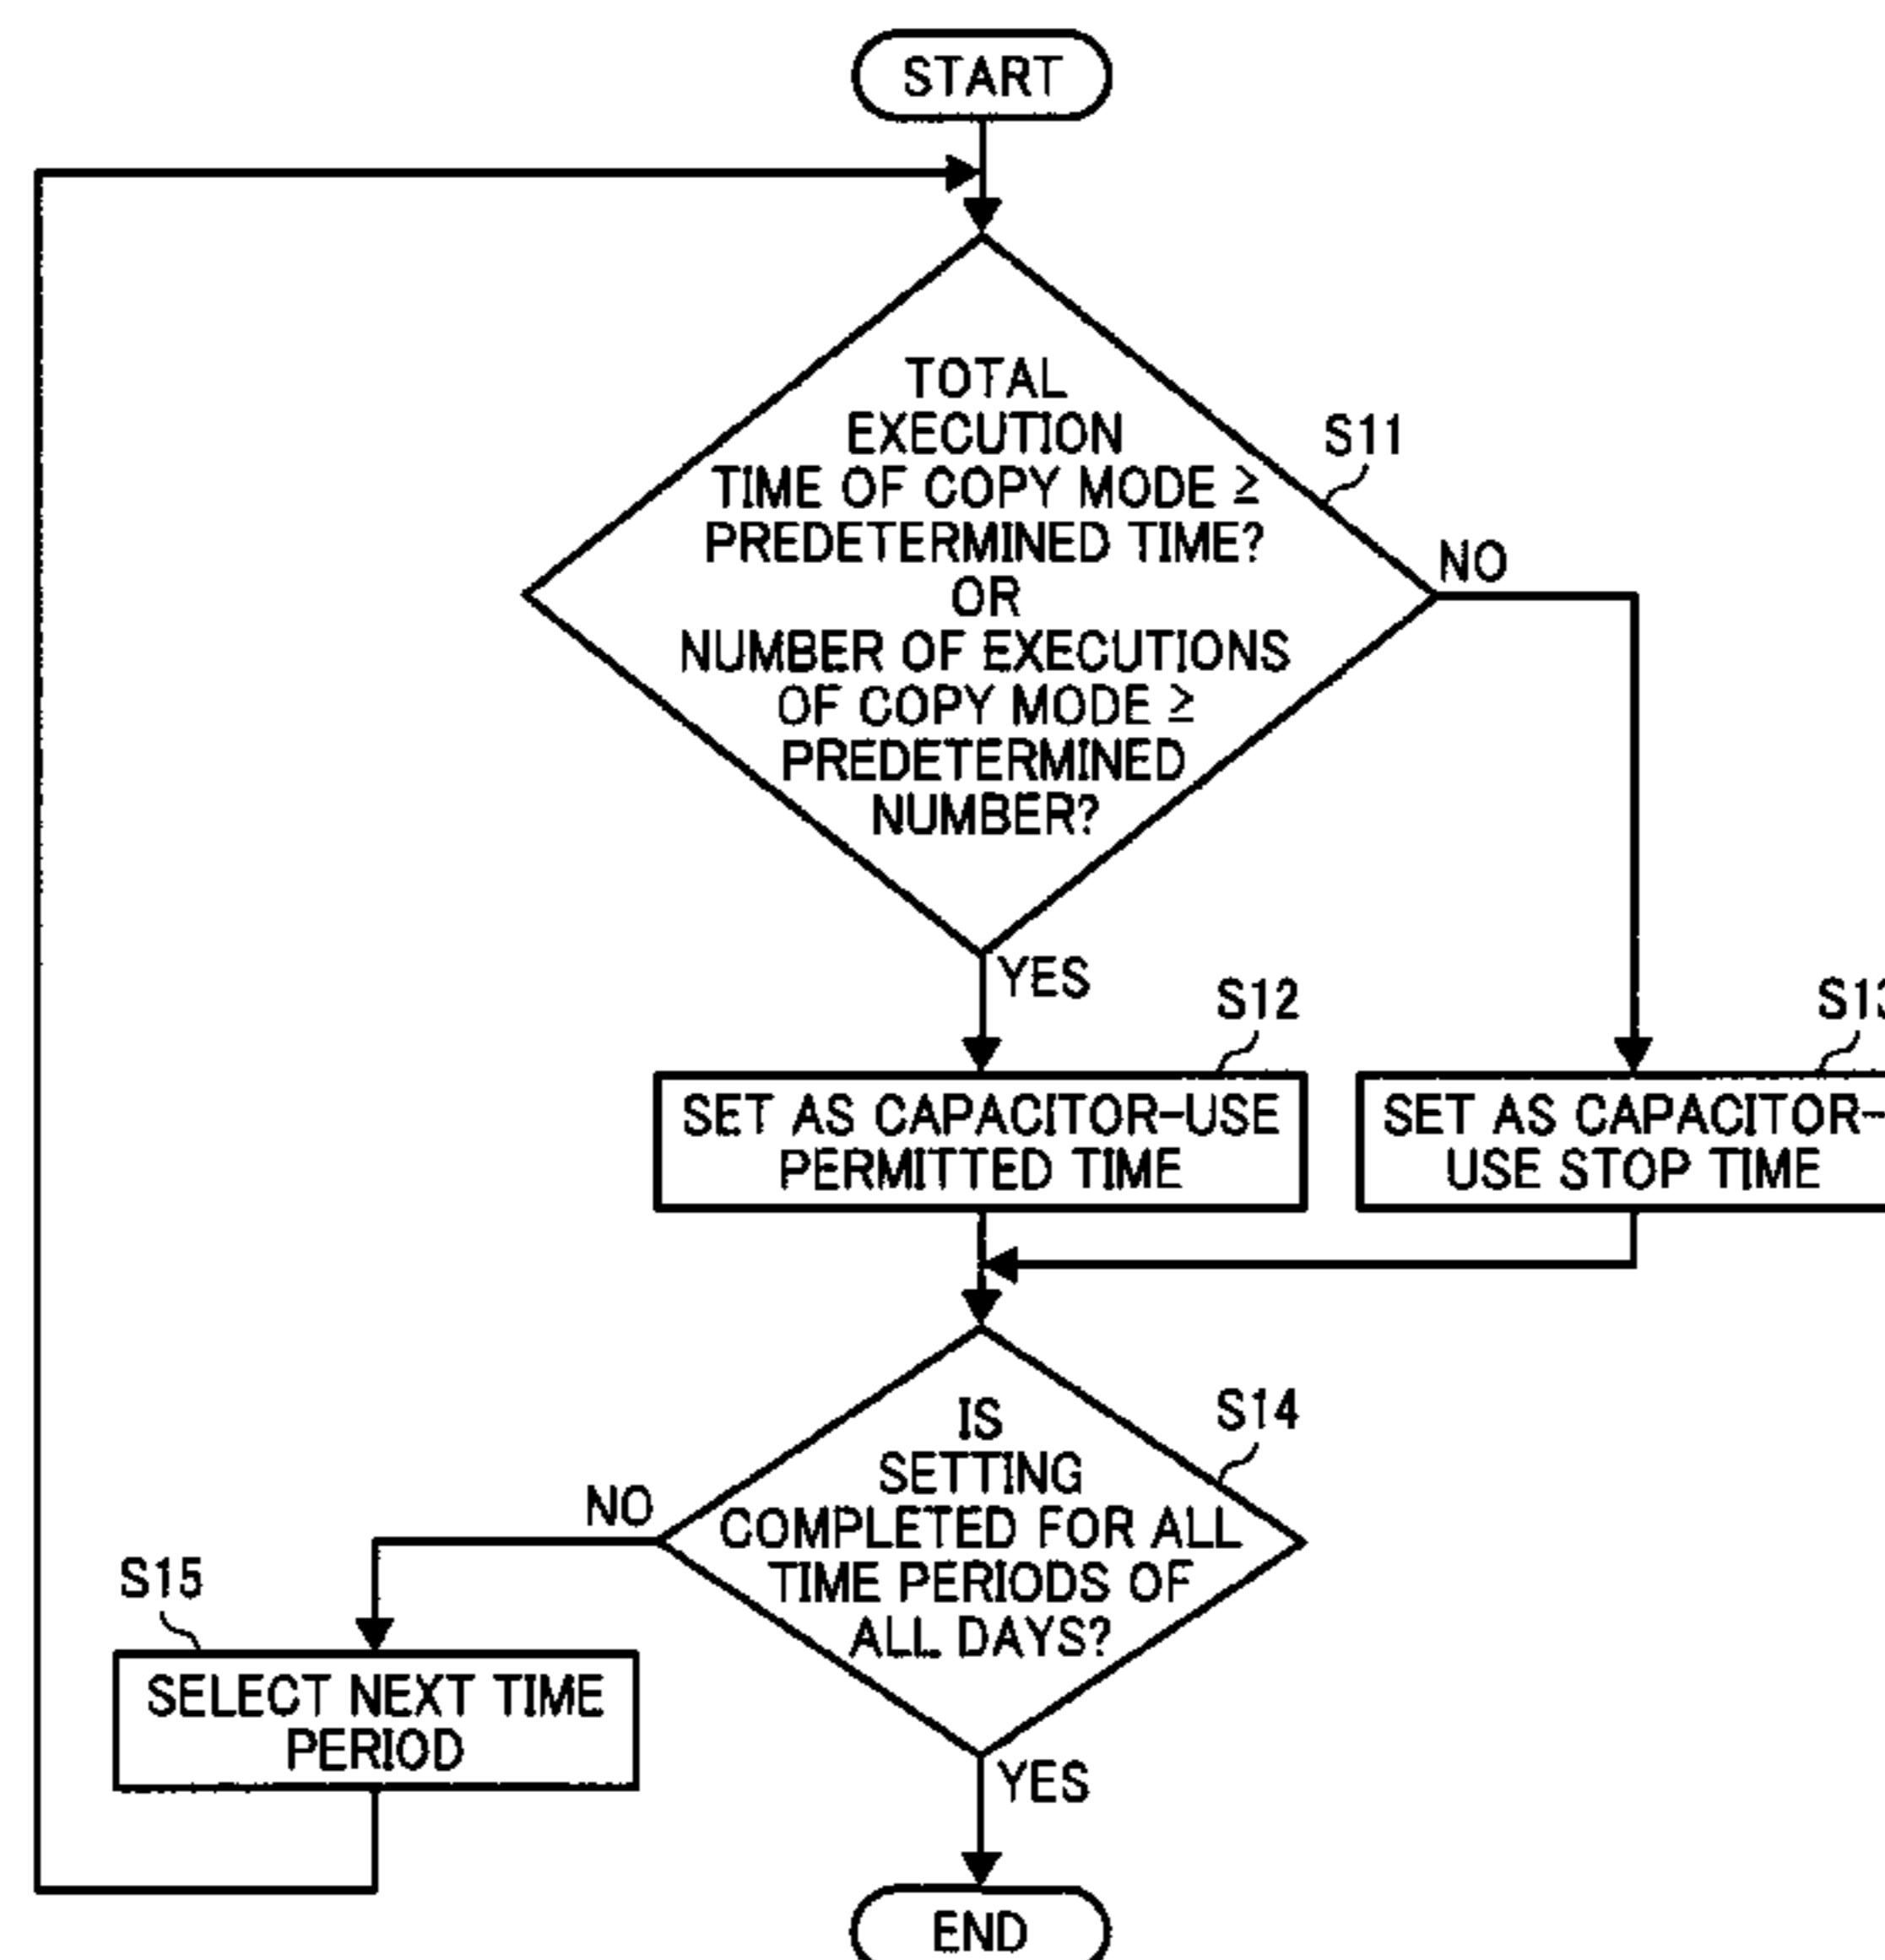 START
TOTAL
EXECUTION
TIME OF COPY MODE ≥
PREDETERMINED TIME?
OR
NUMBER OF EXECUTIONS
OF COPY MODE ≥
PREDETERMINED
NUMBER?
S11
NO
YES
S12
SET AS CAPACITOR-USE
PERMITTED TIME
S13
SET AS CAPACITOR-
USE STOP TIME
IS
SETTING
COMPLETED FOR ALL
TIME PERIODS OF
ALL DAYS?
S14
NO
S15
SELECT NEXT TIME
PERIOD
YES
END